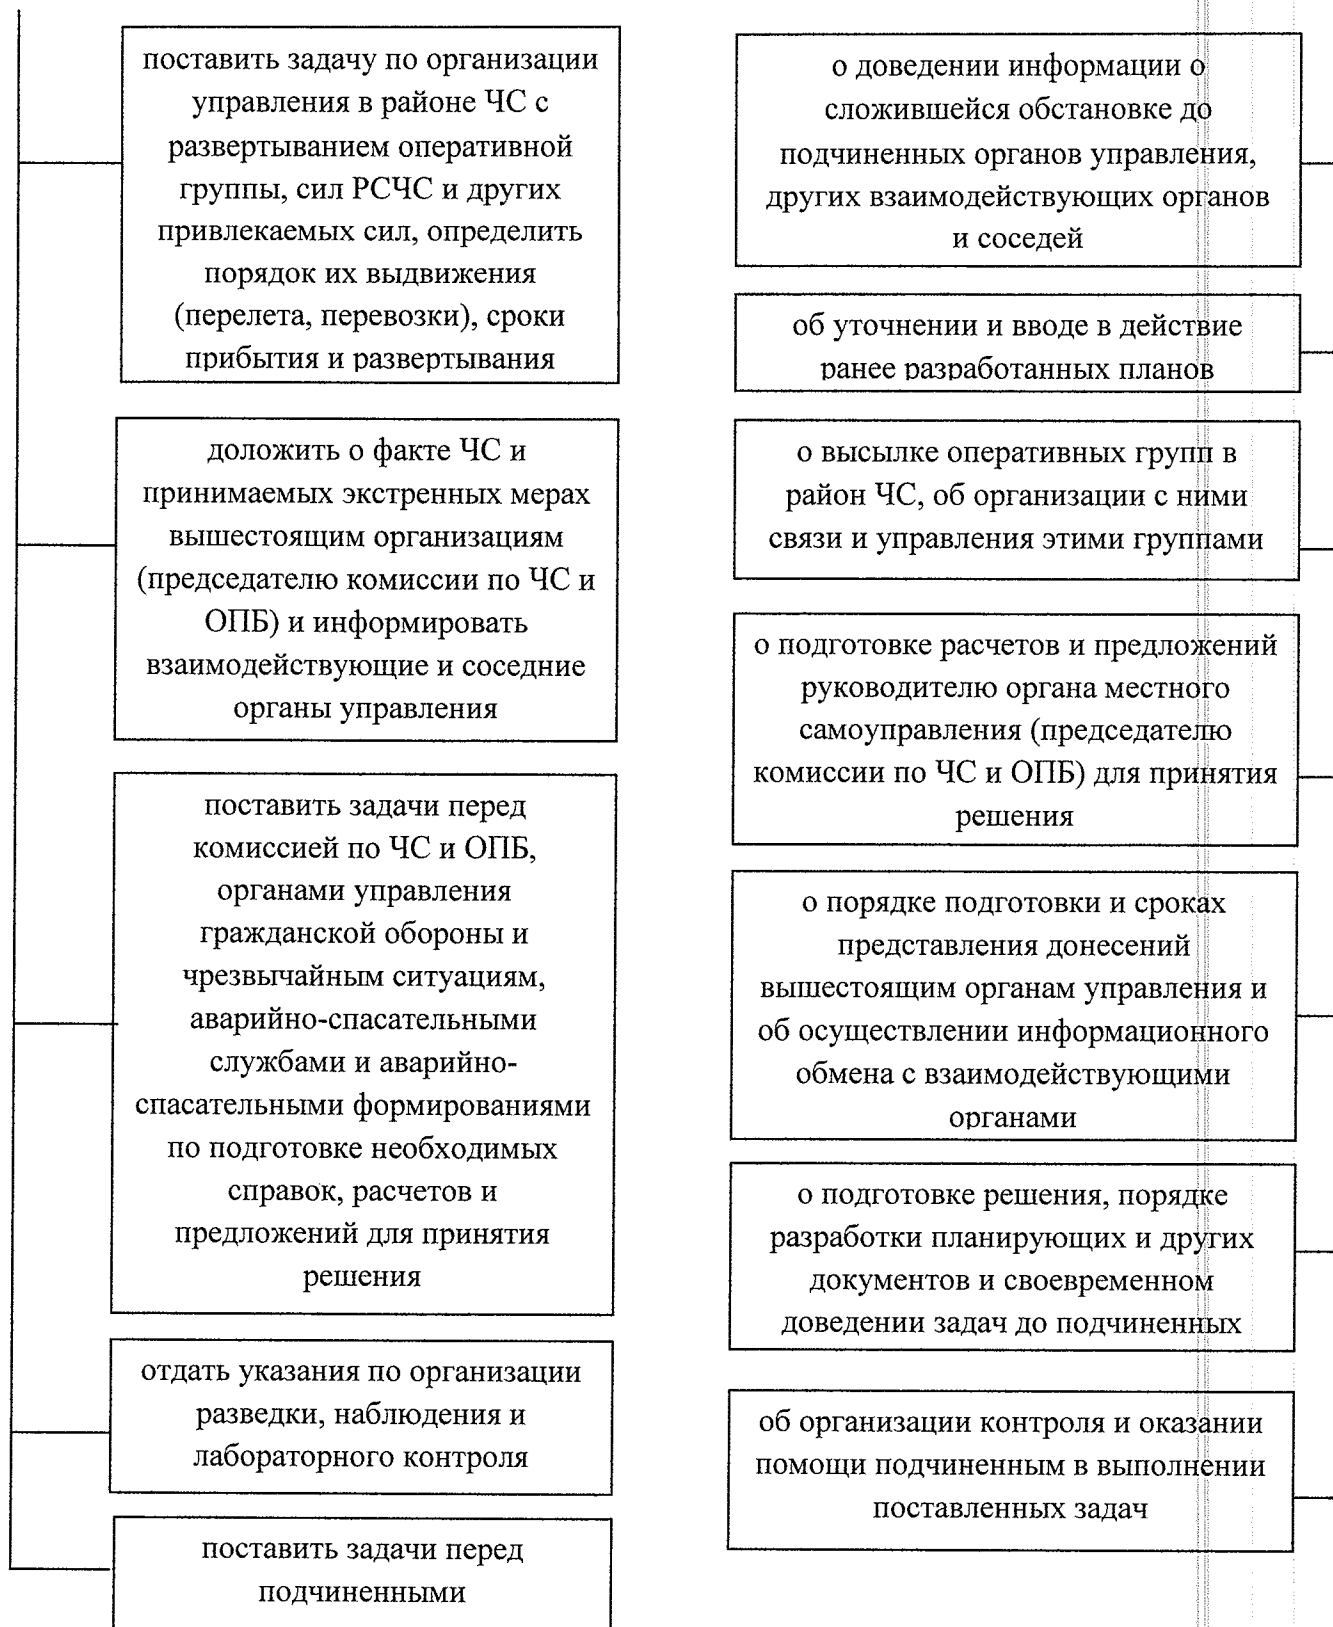 поставить задачу по организации
управления в районе ЧС с
развертыванием оперативной
группы, сил РСЧС и других
привлекаемых сил, определить
порядок их выдвижения
(перелета, перевозки), сроки
прибытия и развертывания
доложить о факте ЧС и
принимаемых экстренных мерах
вышестоящим организациям
(председателю комиссии по ЧС и
ОПБ) и информировать
взаимодействующие и соседние
органы управления
поставить задачи перед
комиссией по ЧС и ОПБ,
органами управления
гражданской обороны и
чрезвычайным ситуациям,
аварийно-спасательными
службами и аварийно-
спасательными формированиями
по подготовке необходимых
справок, расчетов и
предложений для принятия
решения
отдать указания по организации
разведки, наблюдения и
лабораторного контроля
поставить задачи перед
подчиненными
о доведении информации о
сложившейся обстановке до
подчиненных органов управления,
других взаимодействующих органов
и соседей
об уточнении и вводе в действие
ранее разработанных планов
о высылке оперативных групп в
район ЧС, об организации с ними
связи и управления этими группами
о подготовке расчетов и предложений
руководителю органа местного
самоуправления (председателю
комиссии по ЧС и ОПБ) для принятия
решения
о порядке подготовки и сроках
представления донесений
вышестоящим органам управления и
об осуществлении информационного
обмена с взаимодействующими
органами
о подготовке решения, порядке
разработки планирующих и других
документов и своевременном
доведении задач до подчиненных
об организации контроля и оказании
помощи подчиненным в выполнении
поставленных задач